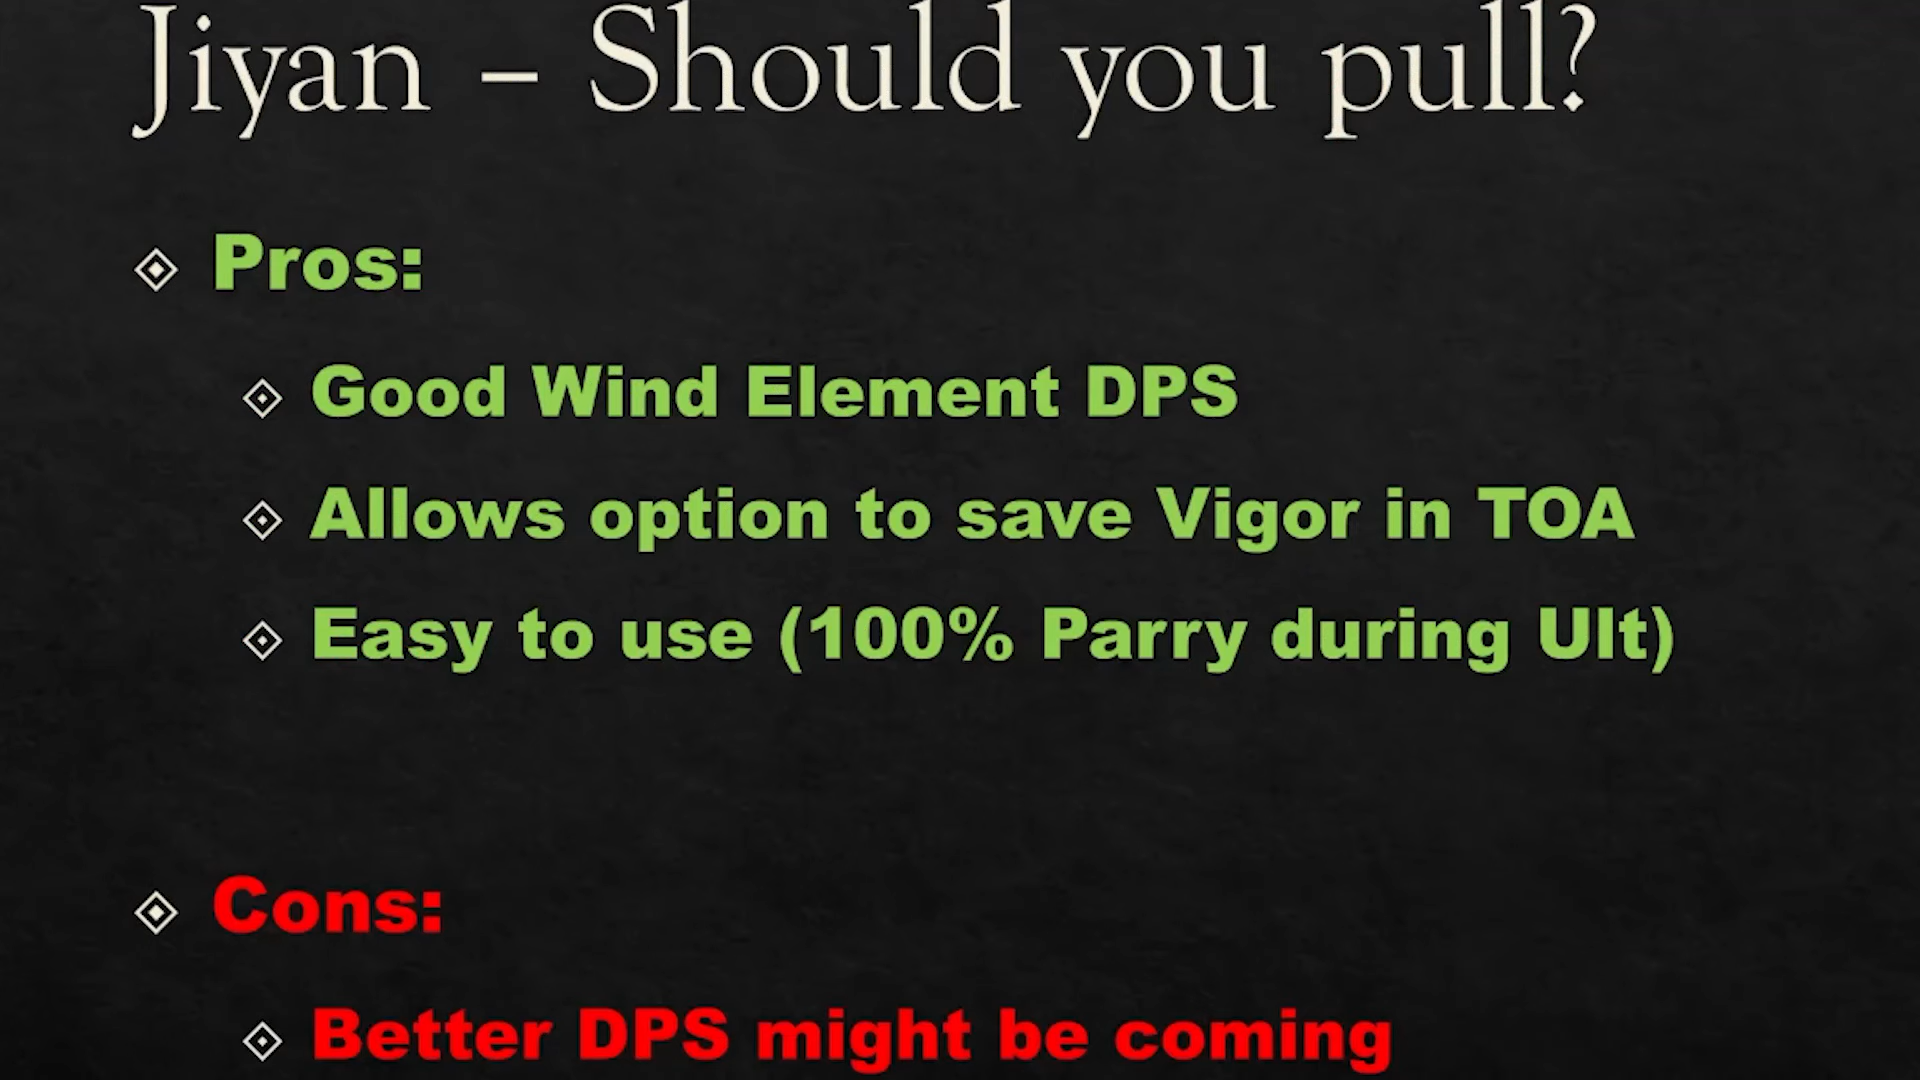 Jiyan – Should you pull?
Pros:
Good Wind Element DPS
Allows option to save Vigor in TOA
Easy to use (100% Parry during Ult)
Cons:
Better DPS might be coming